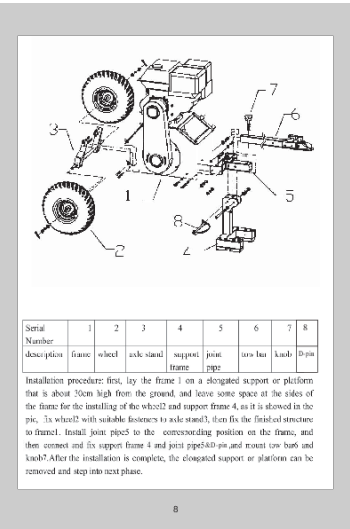 7
6
3
1
5
8
2
4
Serial Number 1 2 3 4 5 6 7 8
description frame wheel axle stand support frame joint pipe tow bar knob D-pin
Installation procedure: first, lay the frame 1 on a elongated support or platform
that is about 30cm high from the ground, and leave some space at the sides of
the frame for the installing of the wheel2 and support frame 4, as it is showed in the
pic, fix wheel2 with suitable fasteners to axle stand3, then fix the finished structure
to frame1. Install joint pipe5 to the corresponding position on the frame, and
then connect and fix support frame 4 and joint pipe5&D-pin ,and mount tow bar6 and
knob7.After the installation is complete, the elongated support or platform can be
removed and step into next phase.
8